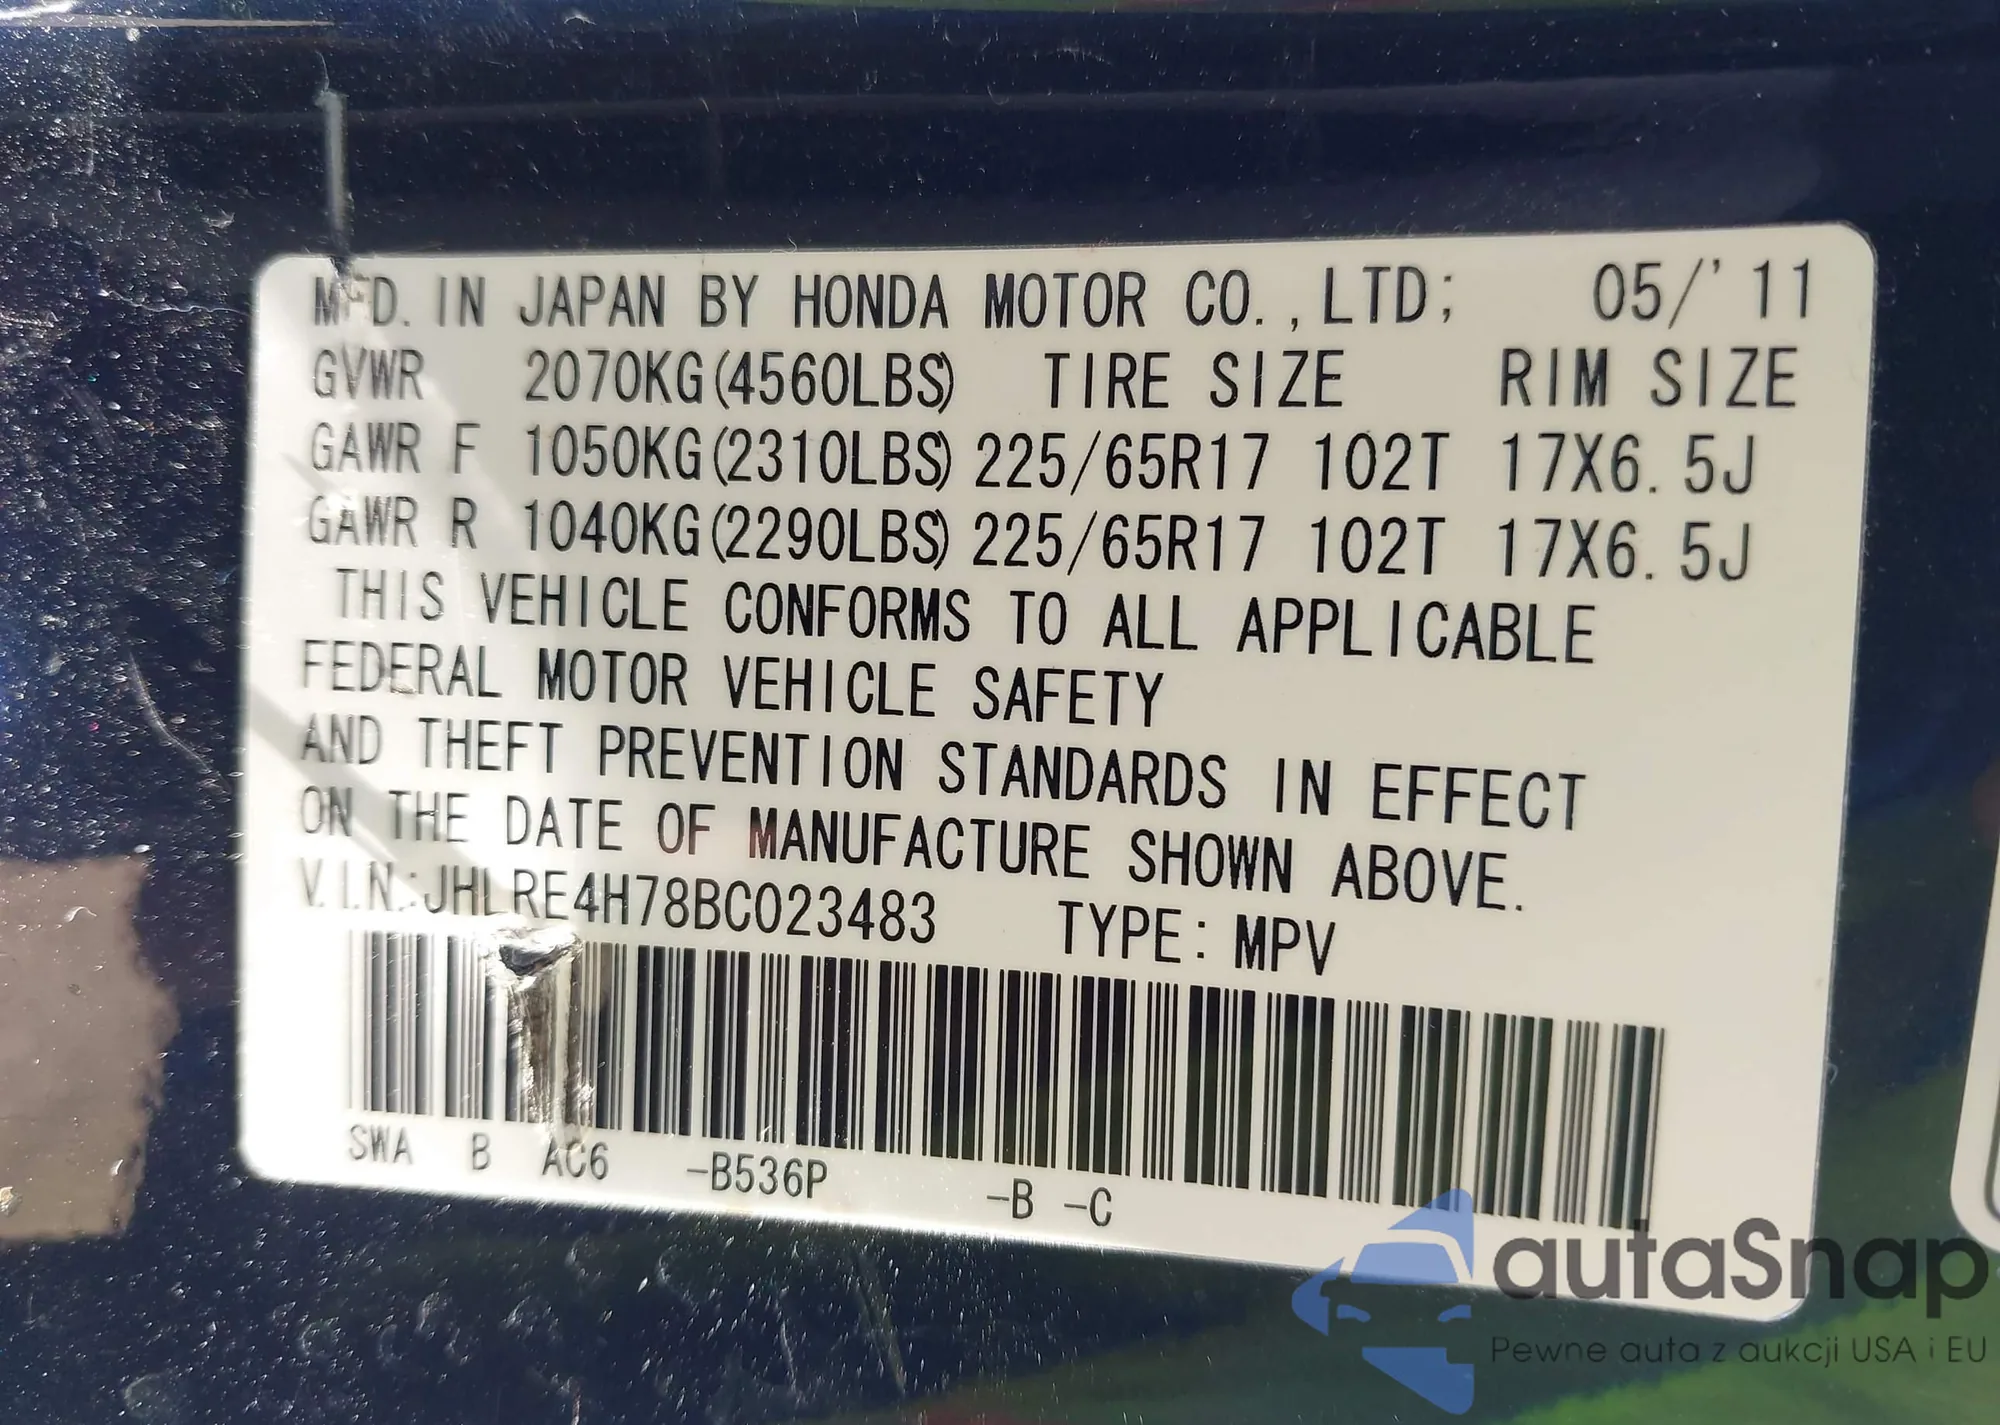 MFD. IN JAPAN BY HONDA MOTOR CO., LTD; 05/'11
GVWR 2070KG(4560LBS) TIRE SIZE RIM SIZE
GAWR F 1050KG(2310LBS) 225/65R17 102T 17X6.5J
GAWR R 1040KG(2290LBS) 225/65R17 102T 17X6.5J
THIS VEHICLE CONFORMS TO ALL APPLICABLE
FEDERAL MOTOR VEHICLE SAFETY
AND THEFT PREVENTION STANDARDS IN EFFECT
ON THE DATE OF MANUFACTURE SHOWN ABOVE.
V.I.N.:JHLRE4H78BC023483 TYPE: MPV
SWA B AC6 -B536P -B -C
autaSnap
Pewne auta z aukcji USA i EU